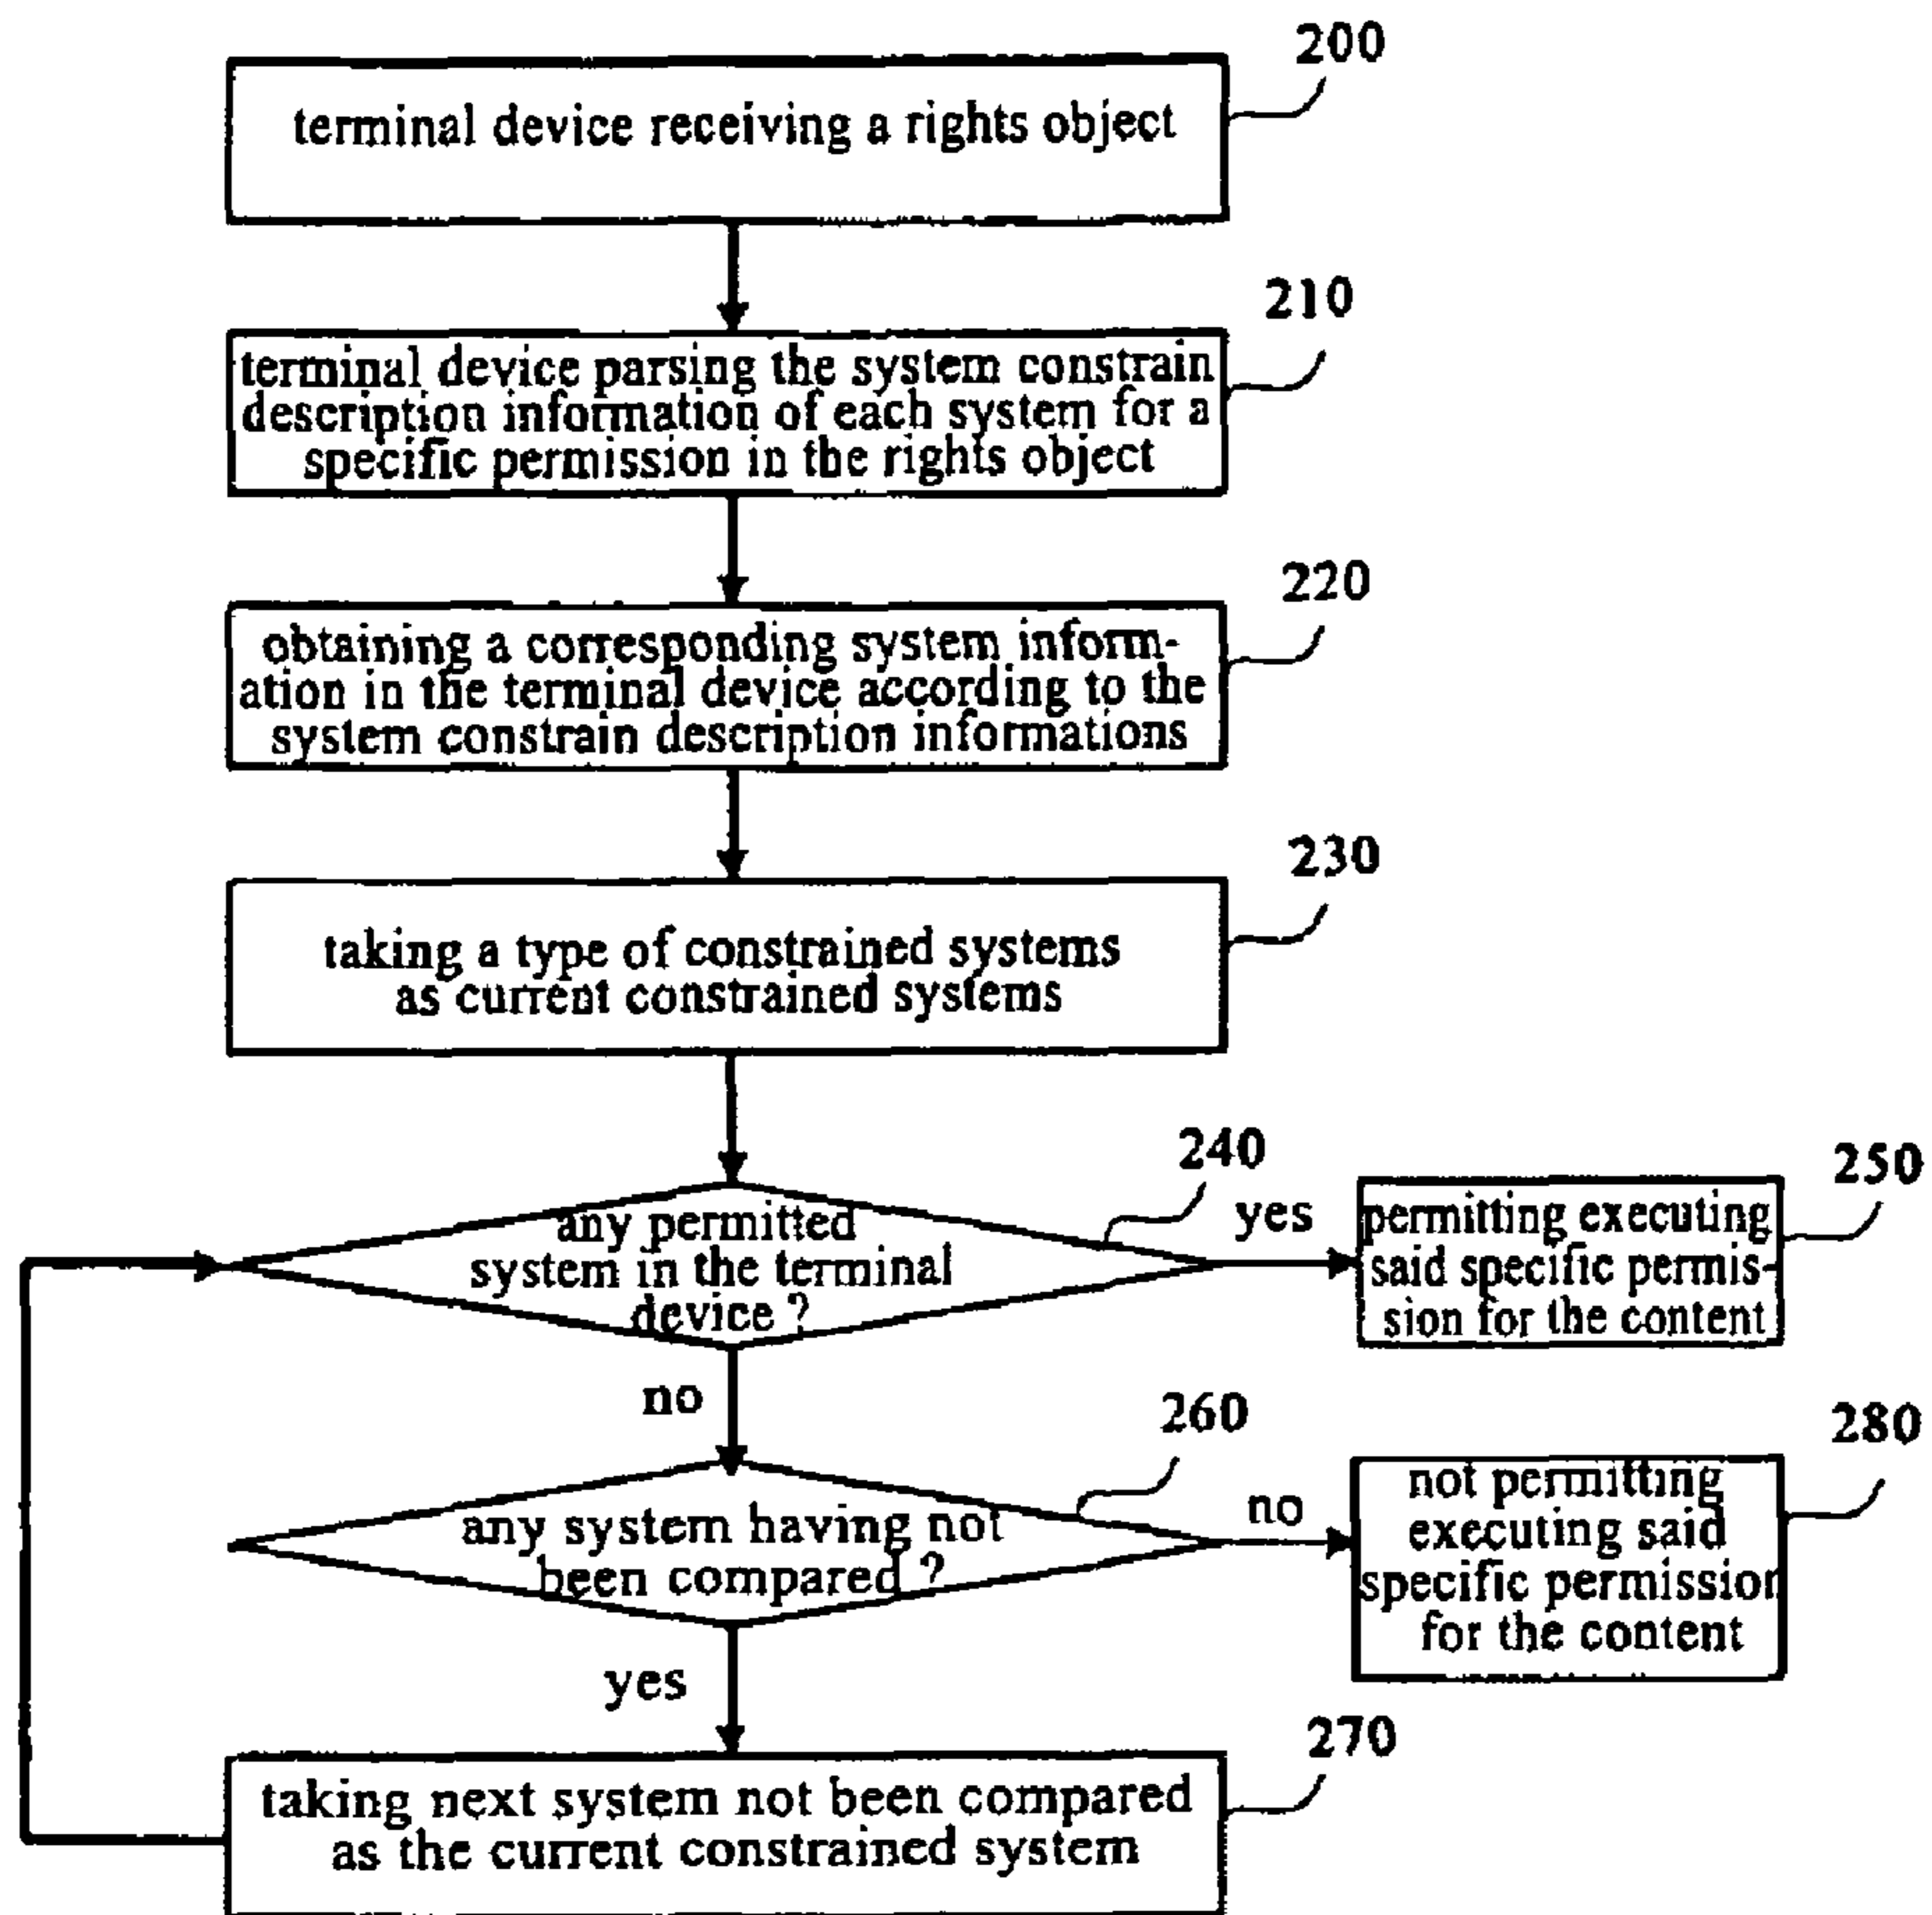 200
terminal device receiving a rights object
210
terminal device parsing the system constrain
description information of each system for a
specific permission in the rights object
220
obtaining a corresponding system inform-
ation in the terminal device according to the
system constrain description informations
230
taking a type of constrained systems
as current constrained systems
240
any permitted
system in the terminal
device ?
yes
250
permitting executing
said specific permis-
sion for the content
no
260
any system having not
been compared ?
no
280
not permitting
executing said
specific permission
for the content
yes
270
taking next system not been compared
as the current constrained system